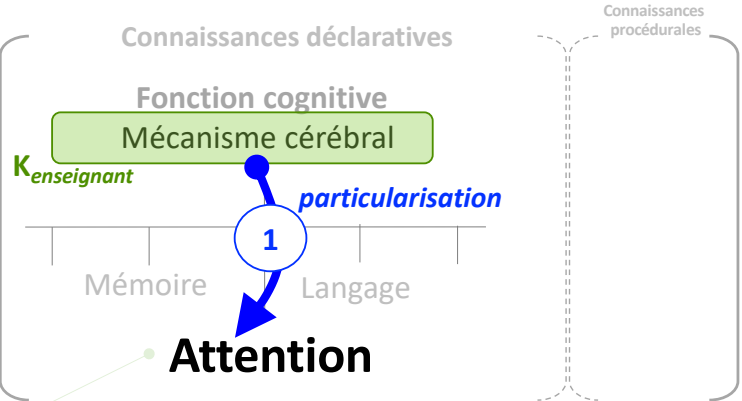 Connaissances
procédurales
Connaissances déclaratives
Fonction cognitive
Mécanisme cérébral
Kenseignant
particularisation
1
Mémoire
Langage
Attention